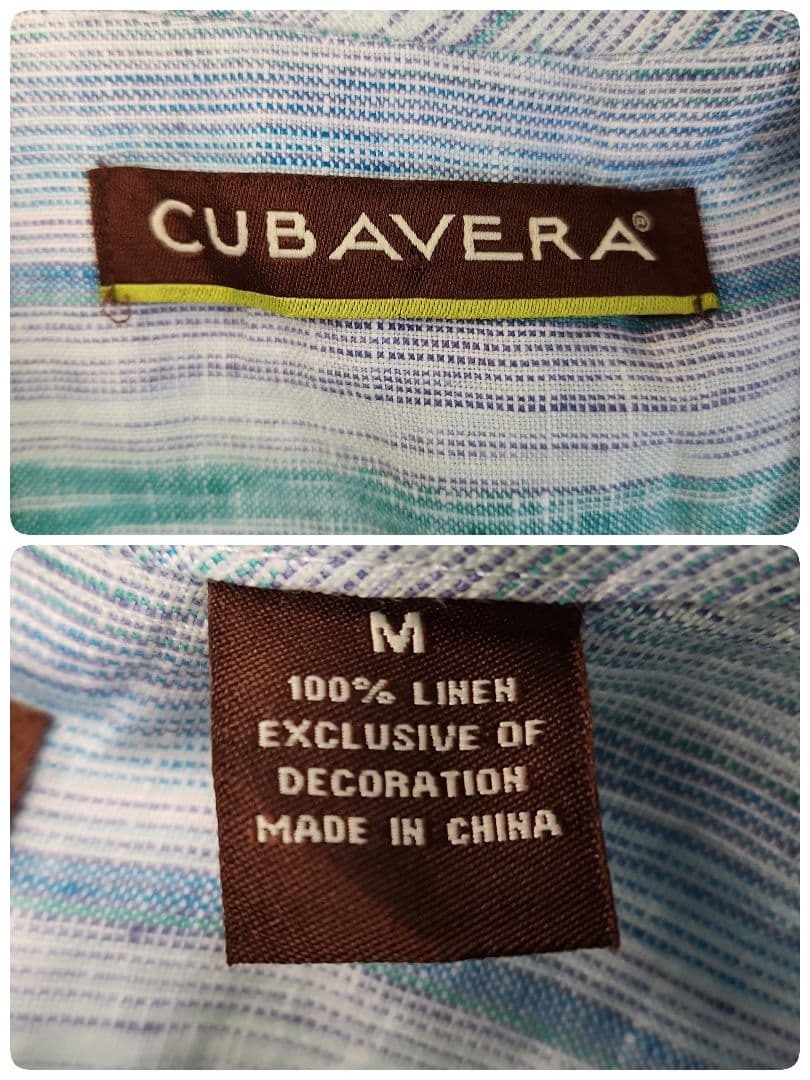 CUBAVERA®
M
100% LINEN
EXCLUSIVE OF
DECORATION
MADE IN CHINA